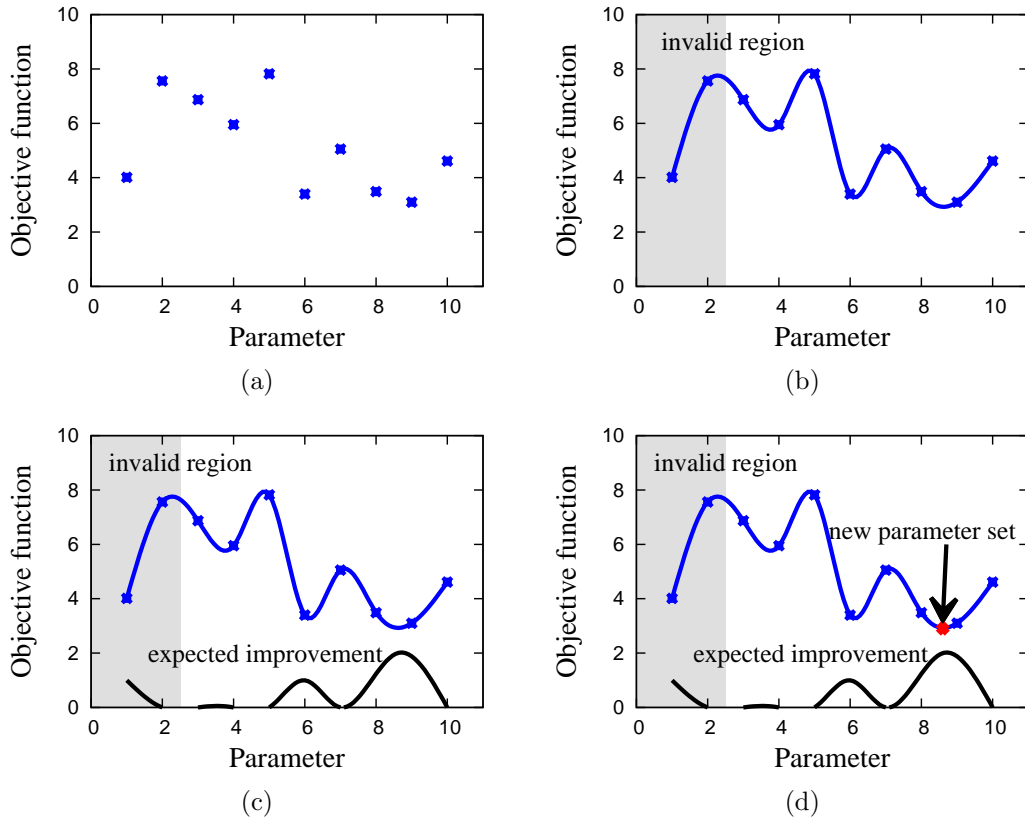 10
8
6
4
2
0
0 2 4 6 8 10
Objective function
Parameter
(a)
10
8
6
4
2
0
0 2 4 6 8 10
Objective function
Parameter
invalid region
(b)
10
8
6
4
2
0
0 2 4 6 8 10
Objective function
Parameter
invalid region
expected improvement
(c)
10
8
6
4
2
0
0 2 4 6 8 10
Objective function
Parameter
invalid region
new parameter set
expected improvement
(d)